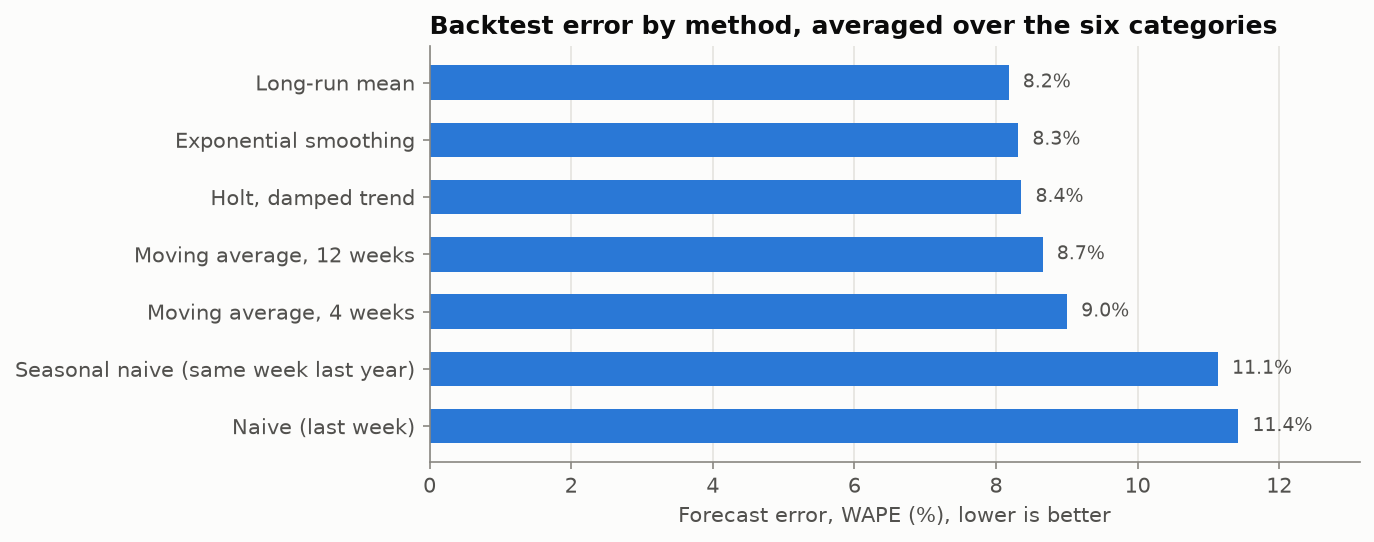 Backtest error by method, averaged over the six categories
Long-run mean
8.2%
Exponential smoothing
8.3%
Holt, damped trend
8.4%
Moving average, 12 weeks
8.7%
Moving average, 4 weeks
9.0%
Seasonal naive (same week last year)
11.1%
Naive (last week)
11.4%
0 2 4 6 8 10 12
Forecast error, WAPE (%), lower is better